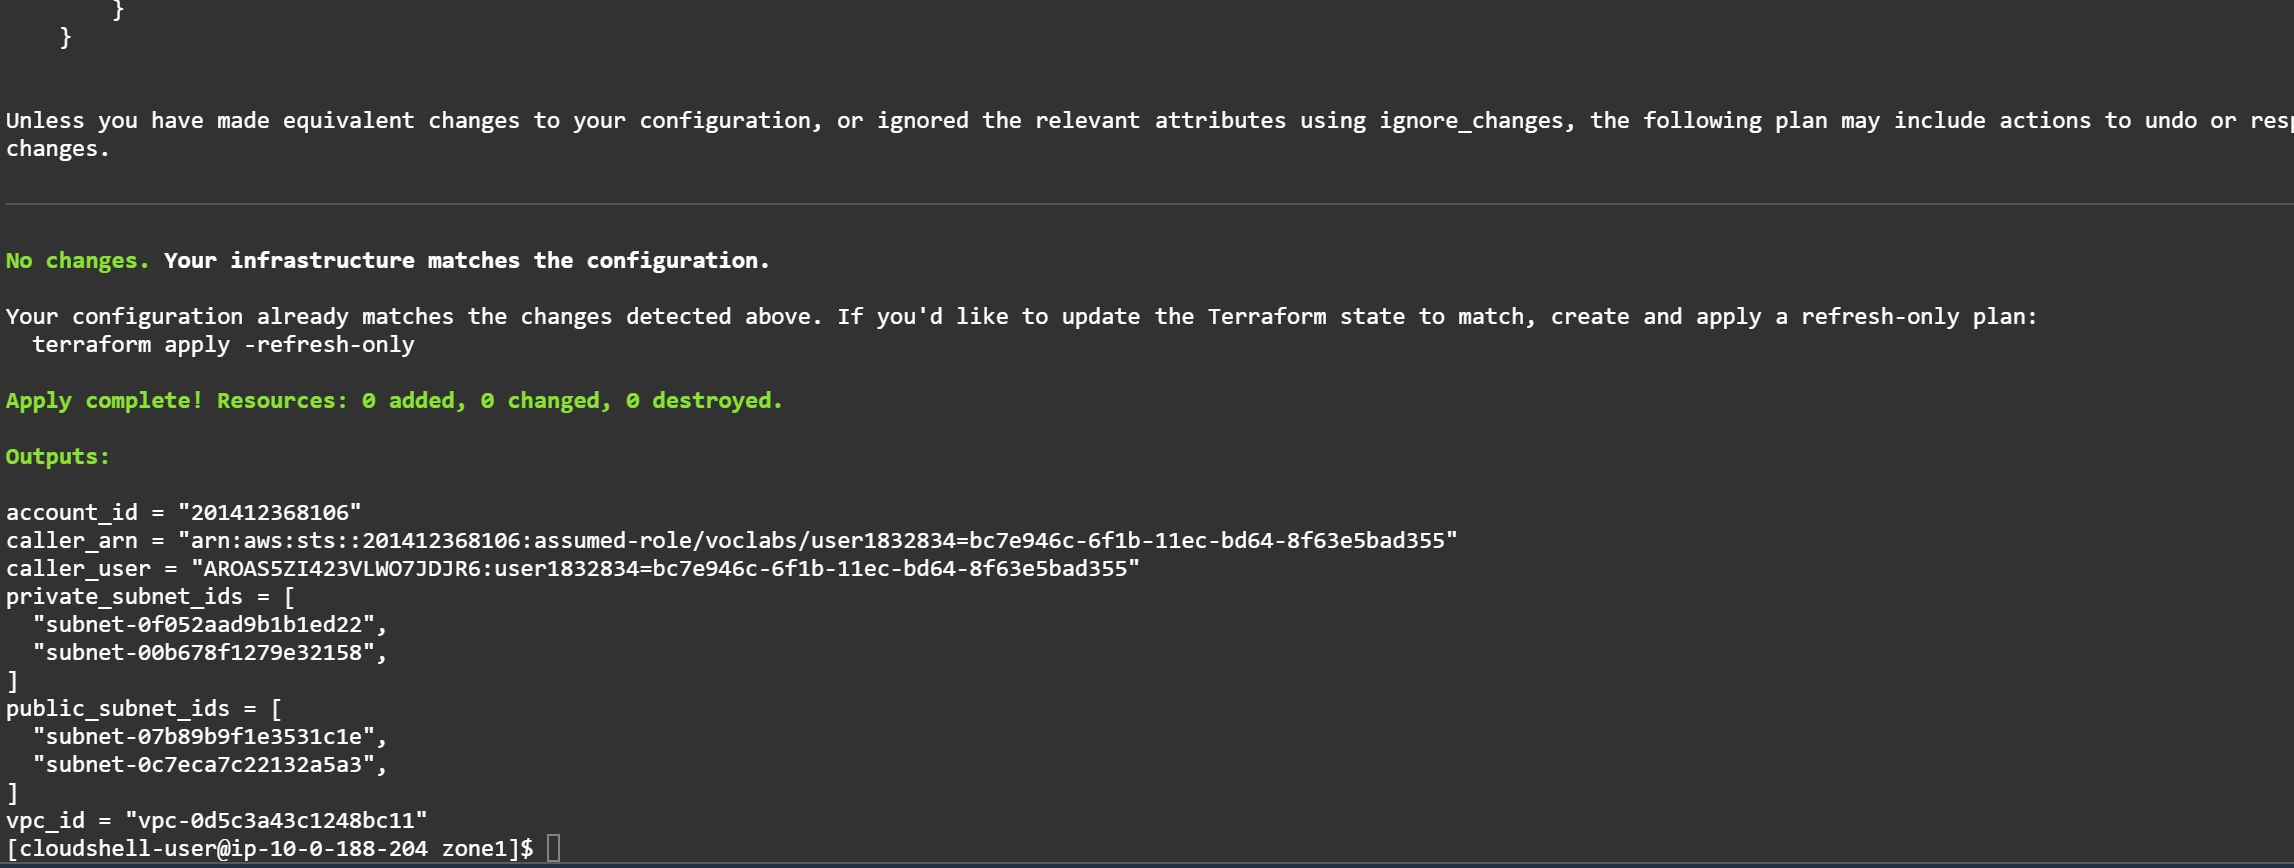 }
}
Unless you have made equivalent changes to your configuration, or ignored the relevant attributes using ignore_changes, the following plan may include actions to undo or
changes.
No changes. Your infrastructure matches the configuration.
Your configuration already matches the changes detected above. If you'd like to update the Terraform state to match, create and apply a refresh-only plan:
terraform apply -refresh-only
Apply complete! Resources: 0 added, 0 changed, 0 destroyed.
Outputs:
account_id = "201412368106"
caller_arn = "arn:aws:sts::201412368106:assumed-role/voclabs/user1832834=bc7e946c-6f1b-11ec-bd64-8f63e5bad355"
caller_user = "AROAS5ZI423VLWO7JDJR6:user1832834=bc7e946c-6f1b-11ec-bd64-8f63e5bad355"
private_subnet_ids = [
"subnet-0f052aad9b1b1ed22",
"subnet-00b678f1279e32158",
]
public_subnet_ids = [
"subnet-07b89b9f1e3531c1e",
"subnet-0c7eca7c22132a5a3",
]
vpc_id = "vpc-0d5c3a43c1248bc11"
[cloudshell-user@ip-10-0-188-204 zone1]$